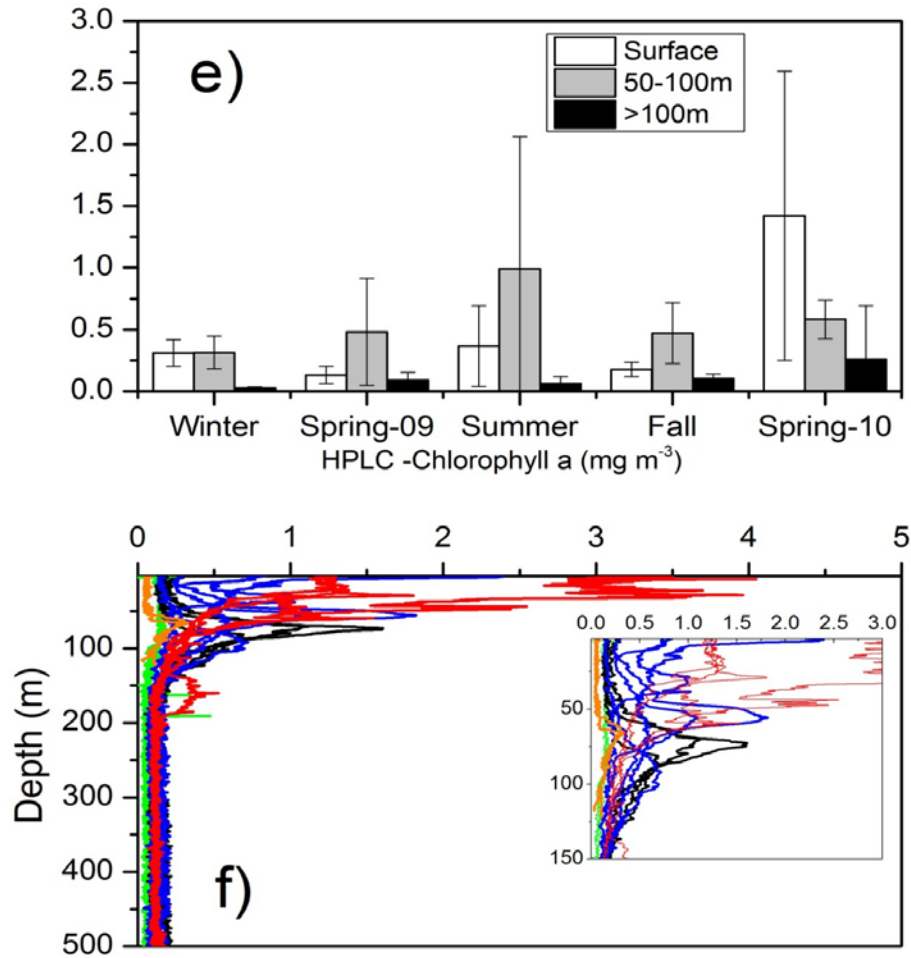 3.0
2.5
2.0
1.5
1.0
0.5
0.0
e)
Surface
50-100m
>100m
Winter Spring-09 Summer Fall Spring-10
HPLC -Chlorophyll a (mg m⁻³)
0 1 2 3 4 5
100
200
300
400
500
Depth (m)
f)
0.0 0.5 1.0 1.5 2.0 2.5 3.0
50
100
150